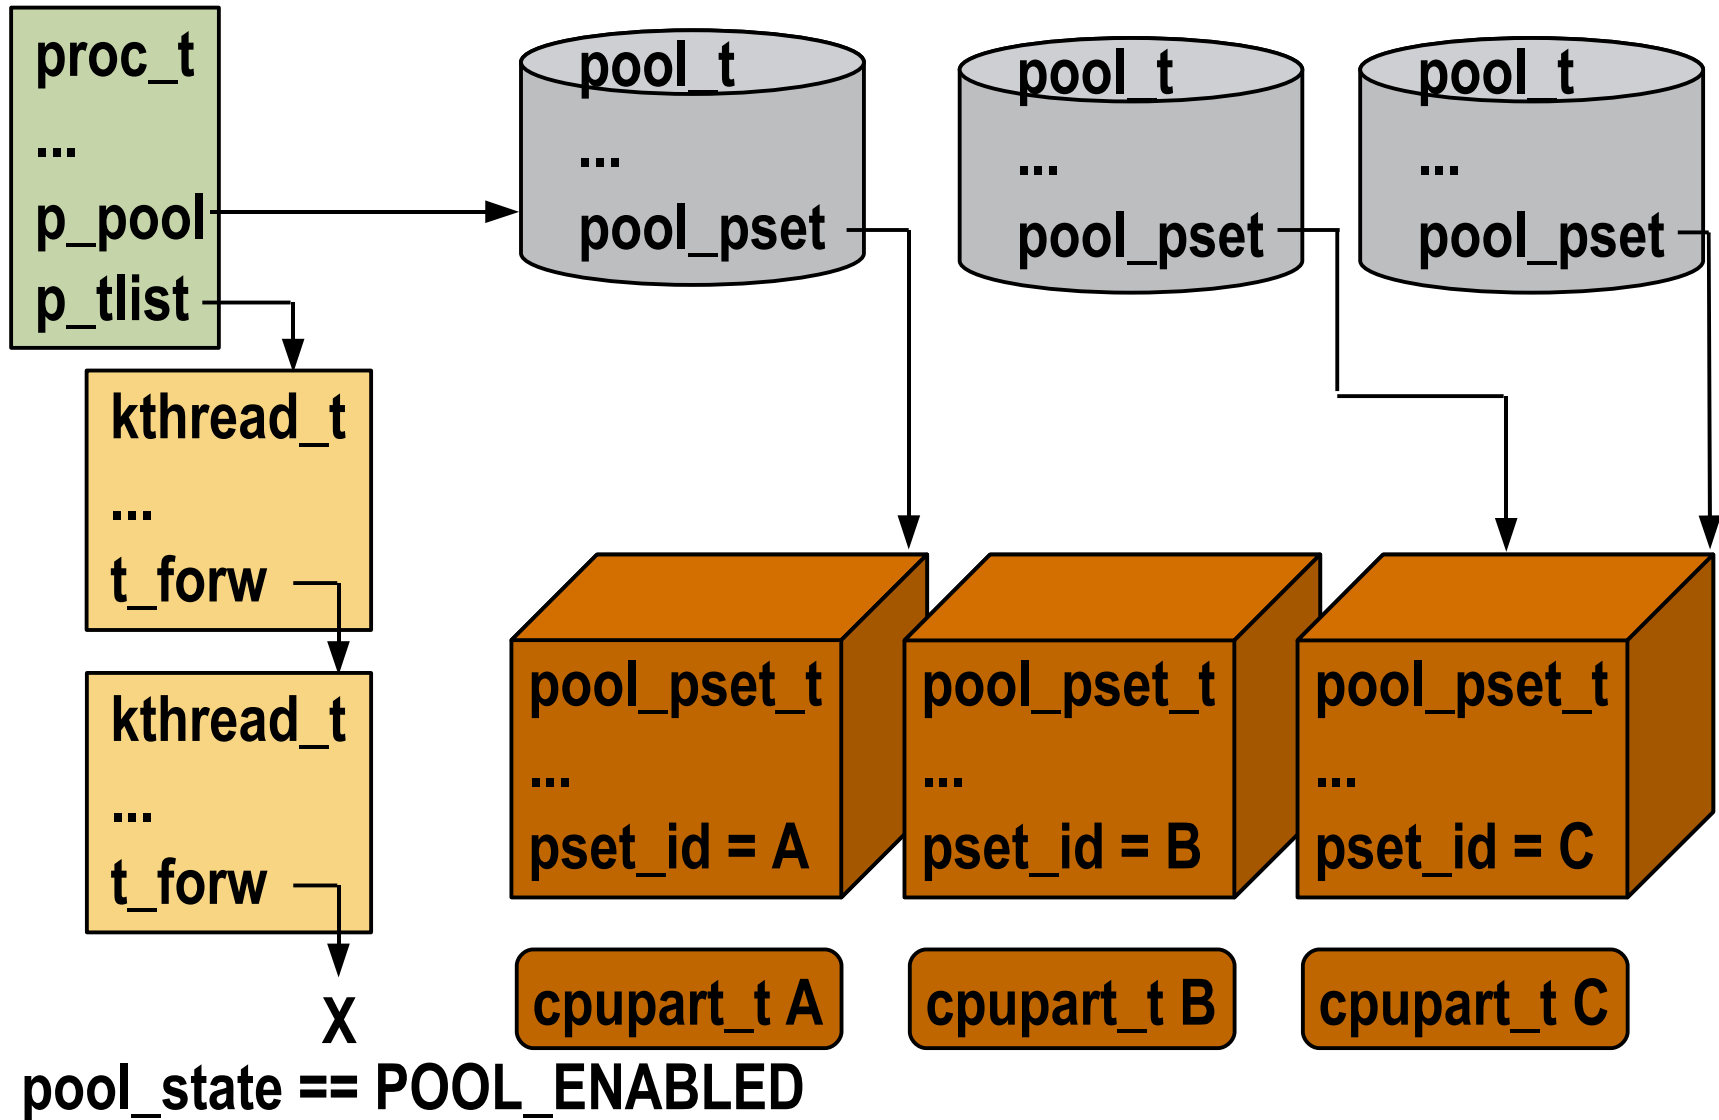 proc_t
...
p_pool
p_tlist
pool_t
...
pool_pset
pool_t
...
pool_pset
pool_t
...
pool_pset
kthread_t
...
t_forw
kthread_t
...
t_forw
X
pool_pset_t
...
pset_id = A
pool_pset_t
...
pset_id = B
pool_pset_t
...
pset_id = C
cpupart_t A
cpupart_t B
cpupart_t C
pool_state == POOL_ENABLED